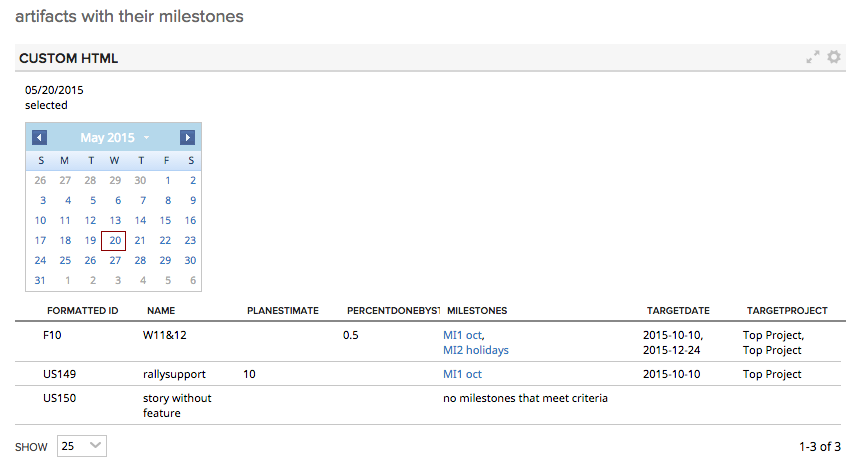 artifacts with their milestones
CUSTOM HTML
05/20/2015
selected
May 2015
S M T W T F S
26 27 28 29 30 1 2
3 4 5 6 7 8 9
10 11 12 13 14 15 16
17 18 19 20 21 22 23
24 25 26 27 28 29 30
31 1 2 3 4 5 6
FORMATTED ID NAME PLANESTIMATE PERCENTDONEBYST MILESTONES TARGETDATE TARGETPROJECT
F10 W11&12 0.5 MI1 oct, 2015-10-10, Top Project,
MI2 holidays 2015-12-24 Top Project
US149 rallysupport 10 MI1 oct 2015-10-10 Top Project
US150 story without no milestones that meet criteria
feature
SHOW 25 1-3 of 3